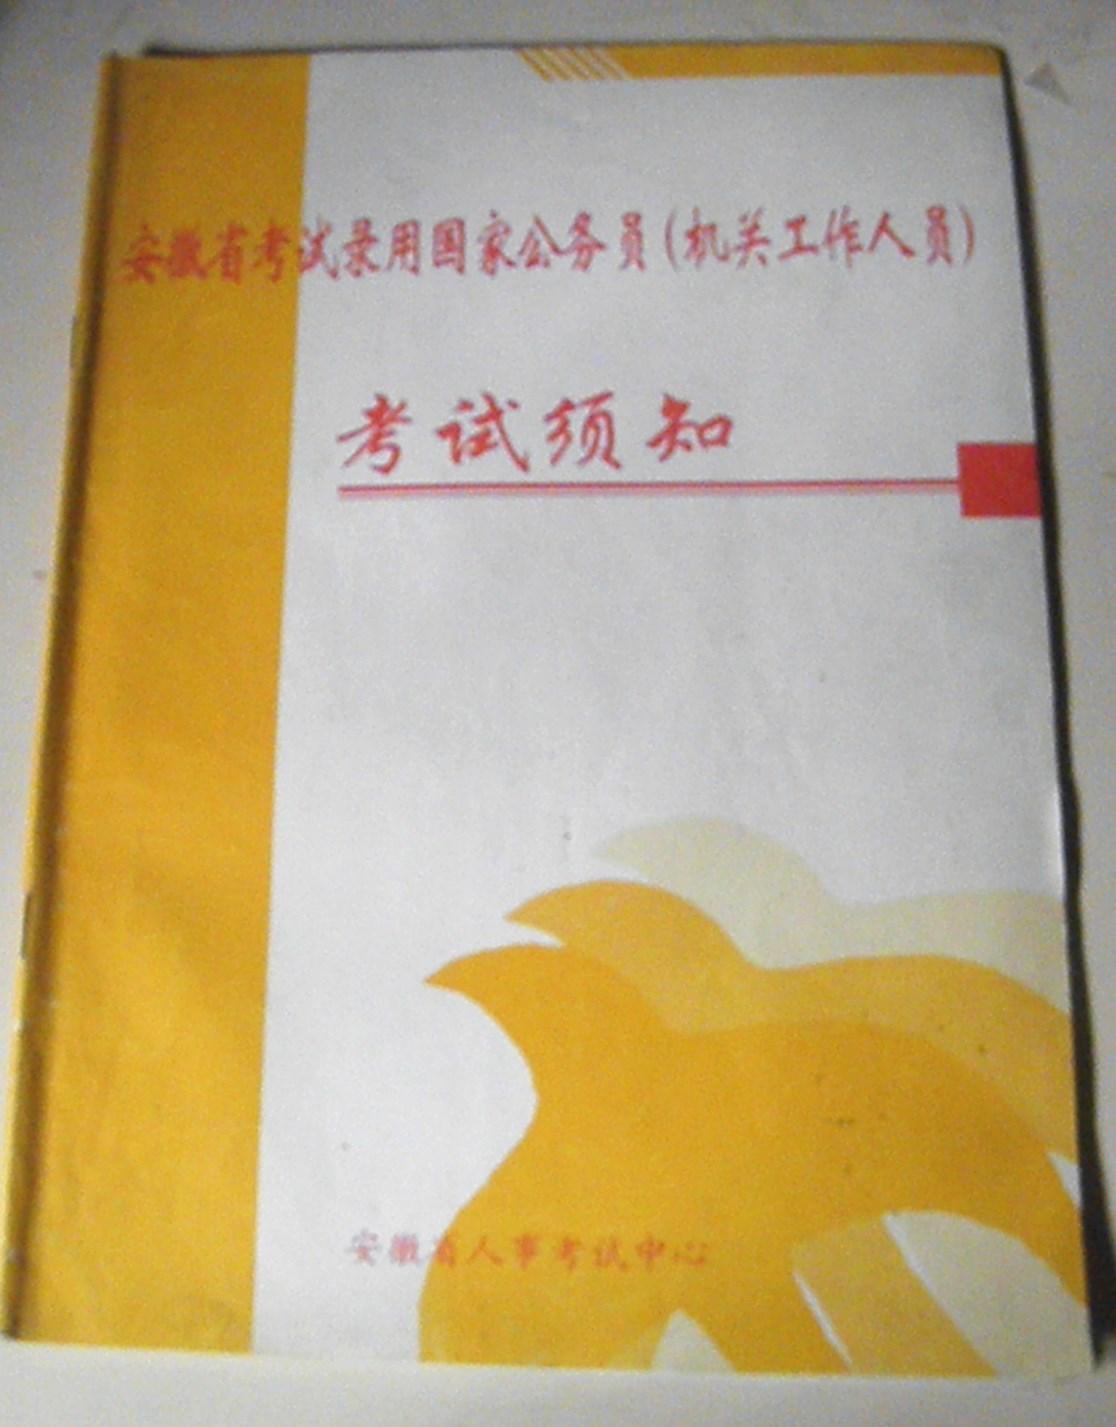 安徽省考试录用国家公务员(机关工作人员)
考试须知
安徽省人事考试中心